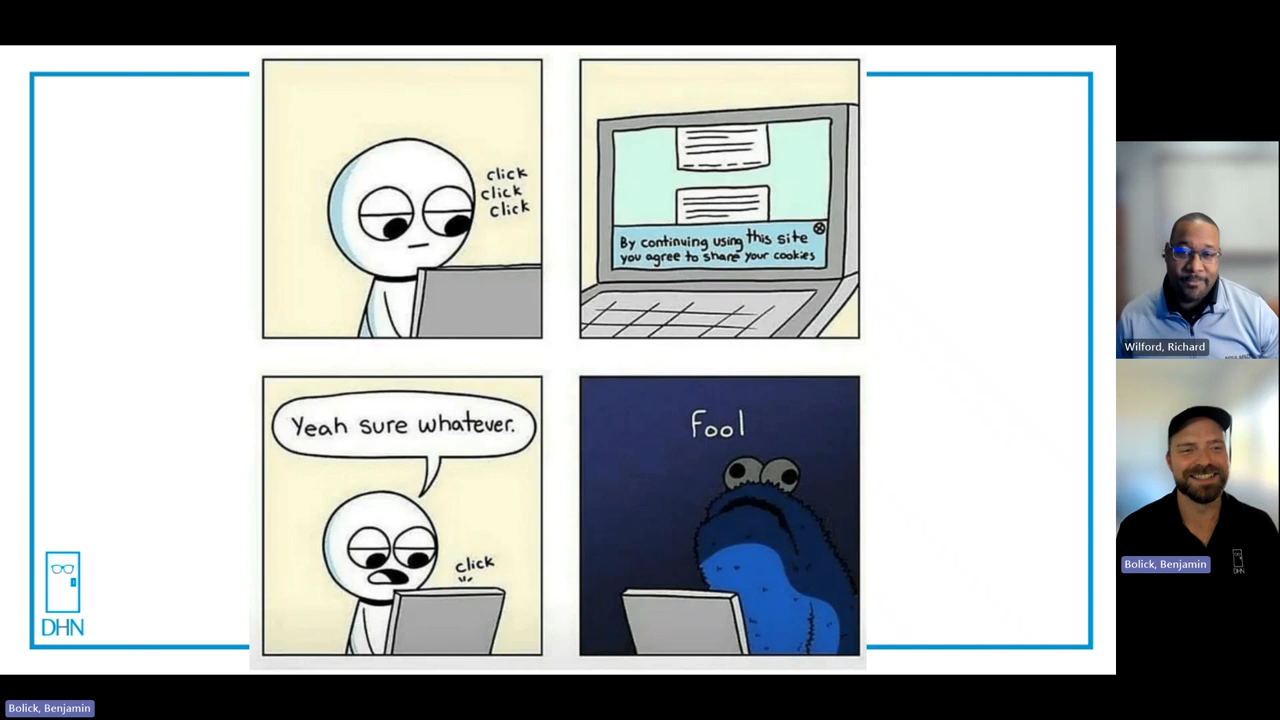 click
click
click
By continuing using this site
you agree to share your cookies
Yeah sure whatever.
click
Fool
DHN
Wilford, Richard
Bolick, Benjamin
DHN
Bolick, Benjamin